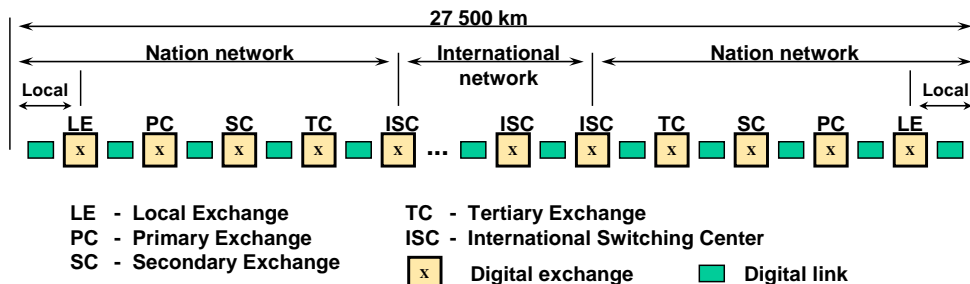 27 500 km
Nation network International network Nation network
Local Local
LE PC SC TC ISC ISC ISC TC SC PC LE
x x x x x ... x x x x x x
LE - Local Exchange TC - Tertiary Exchange
PC - Primary Exchange ISC - International Switching Center
SC - Secondary Exchange
x Digital exchange Digital link